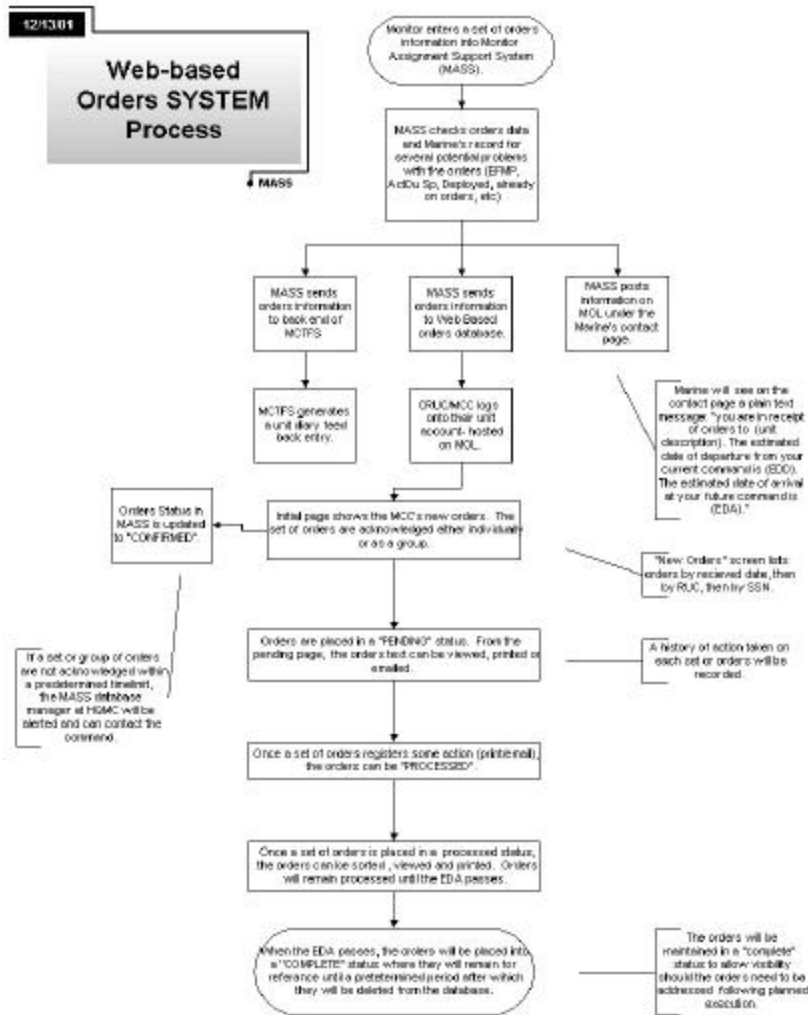 12/13/01
Web-based
Orders SYSTEM
Process
MASS
Monitor enters a set of orders
information into Monitor
Assignment Support System
(MASS).
MASS checks orders data
and Marine's record for
several potential problems
with the orders (EFMP,
ActDu Sp, Deployed, already
on orders, etc)
MASS sends
orders information
to back end of
MCTFS.
MASS sends
orders information
to Web Based
orders database.
MASS posts
information on
MOL under the
Marine's contact
page.
MCTFS generates
a unit diary feed
back entry.
CRUC/MCC logs
onto their unit
account- hosted
on MOL.
Marine will see on the
contact page a plain text
message: "you are in receipt
of orders to (unit
description). The estimated
date of departure from your
current command is (EDD).
The estimated date of arrival
at your future command is
(EDA)."
Orders Status in
MASS is updated
to "CONFIRMED".
Initial page shows the MCC's new orders. The
set of orders are acknowledged either individually
or as a group.
"New Orders" screen lists
orders by recieved date, then
by RUC, then by SSN.
If a set or group of orders
are not acknowledged within
a predetermined timelimit,
the MASS database
manager at HQMC will be
alerted and can contact the
command.
Orders are placed in a "PENDING" status. From the
pending page, the orders text can be viewed, printed or
emailed.
A history of action taken on
each set or orders will be
recorded.
Once a set of orders registers some action (print/email),
the orders can be "PROCESSED".
Once a set of orders is placed in a processed status,
the orders can be sorted, viewed and printed. Orders
will remain processed until the EDA passes.
When the EDA passes, the orders will be placed into
a "COMPLETE" status where they will remain for
reference until a pretetermined period after which
they will be deleted from the database.
The orders will be
maintained in a "complete"
status to allow visibility
should the orders need to be
addressed following planned
execution.